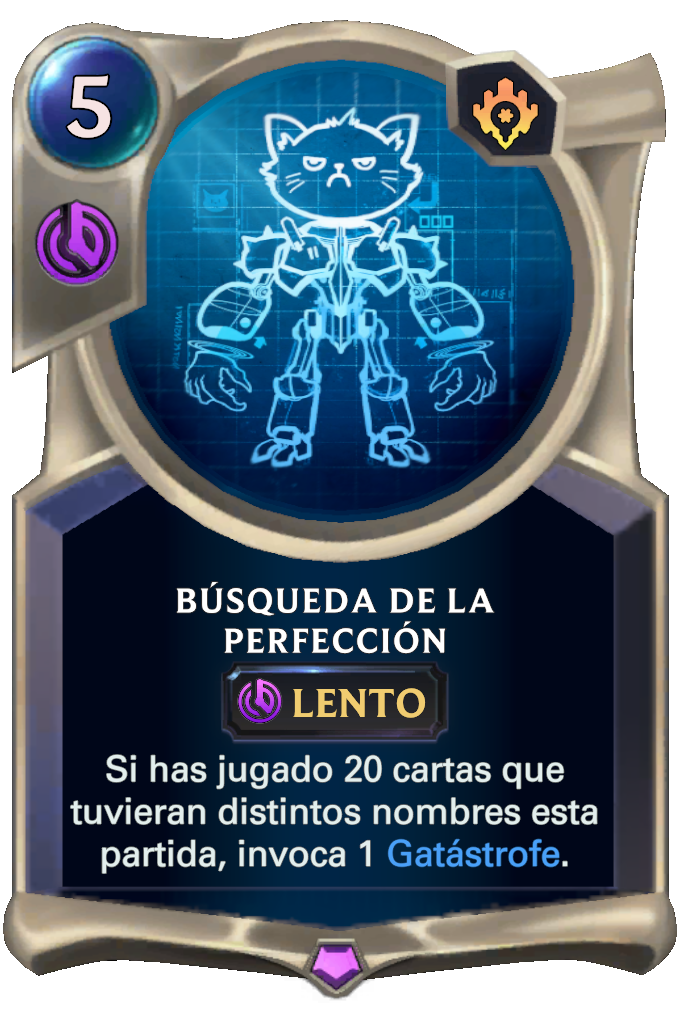 5
BÚSQUEDA DE LA
PERFECCIÓN
LENTO
Si has jugado 20 cartas que
tuvieran distintos nombres esta
partida, invoca 1 Gatástrofe.